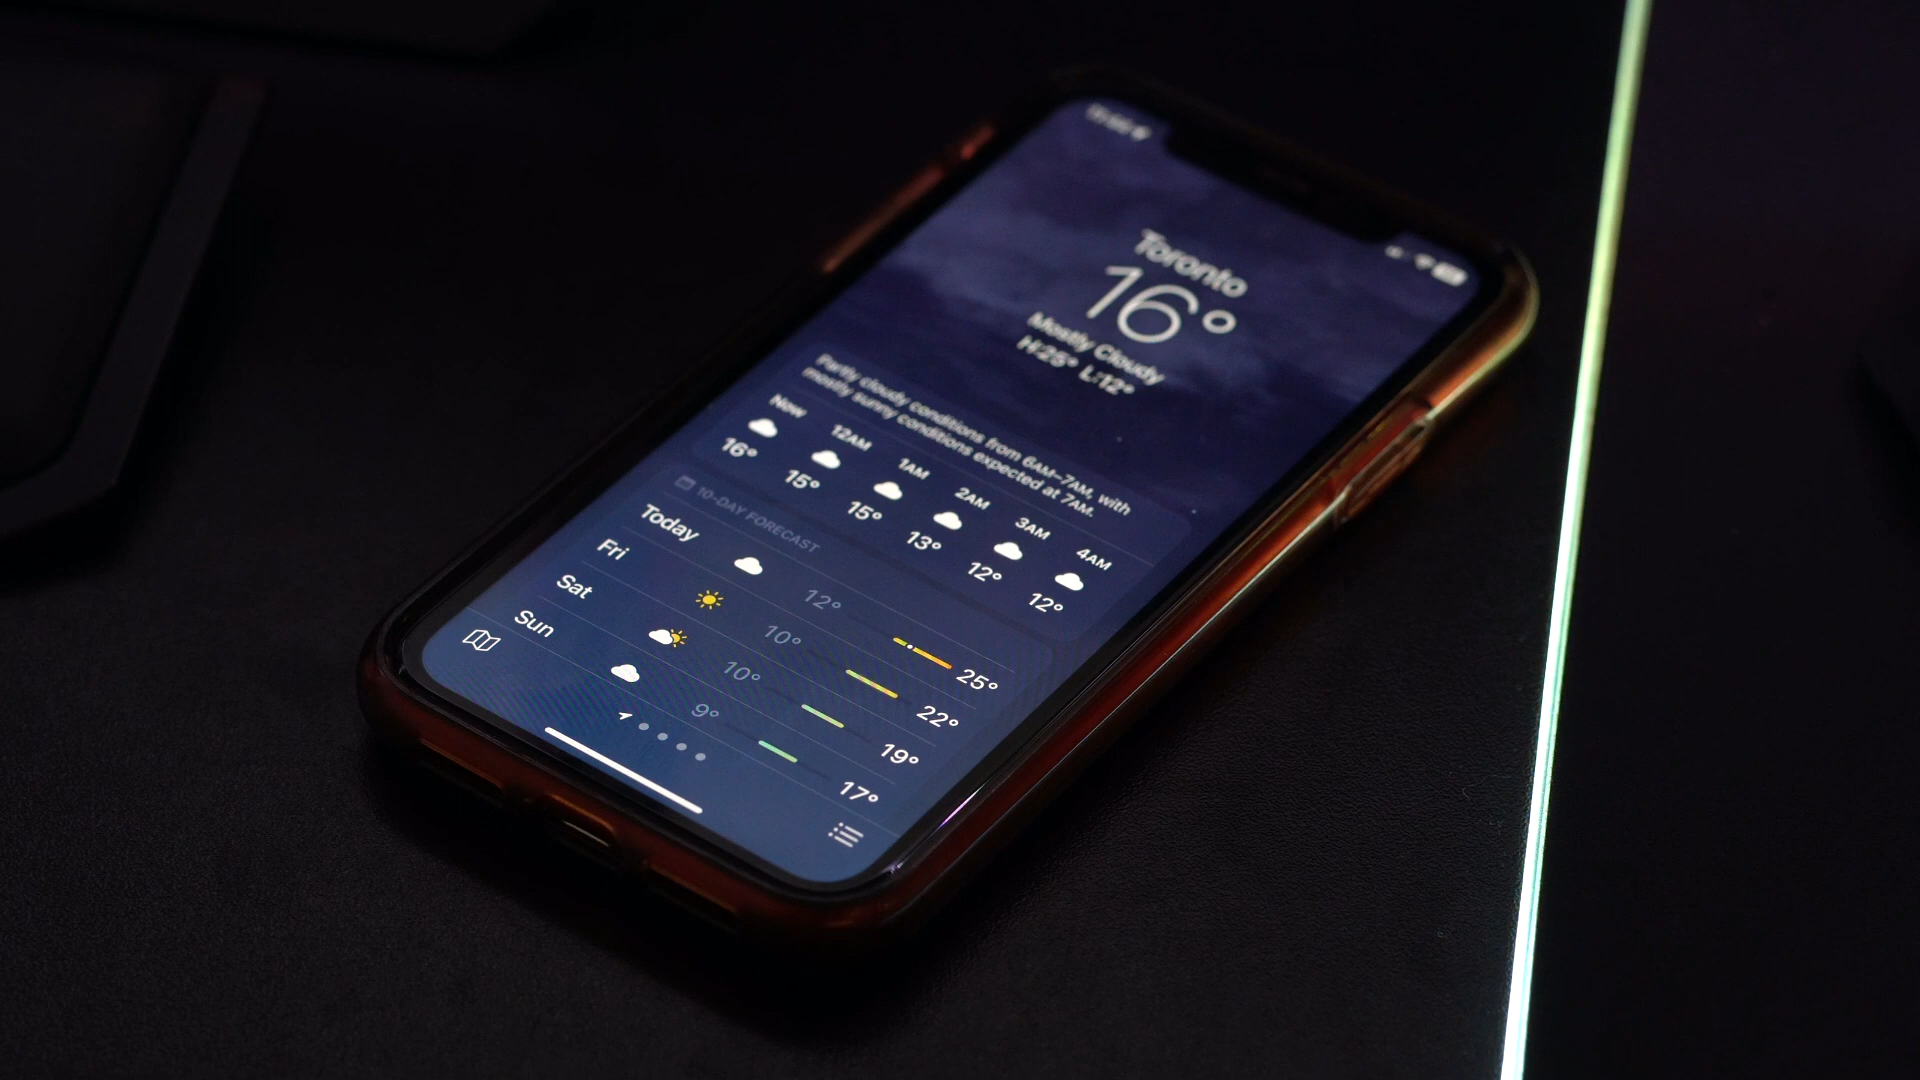 Toronto
16°
Mostly Cloudy
H:25° L:12°
Partly cloudy conditions from 6AM–7AM, with
mostly sunny conditions expected at 7AM.
Now 12AM 1AM 2AM 3AM 4AM
16° 15° 15° 13° 12° 12°
10-DAY FORECAST
Today 12° 25°
Fri 10° 22°
Sat 10° 19°
Sun 9° 17°